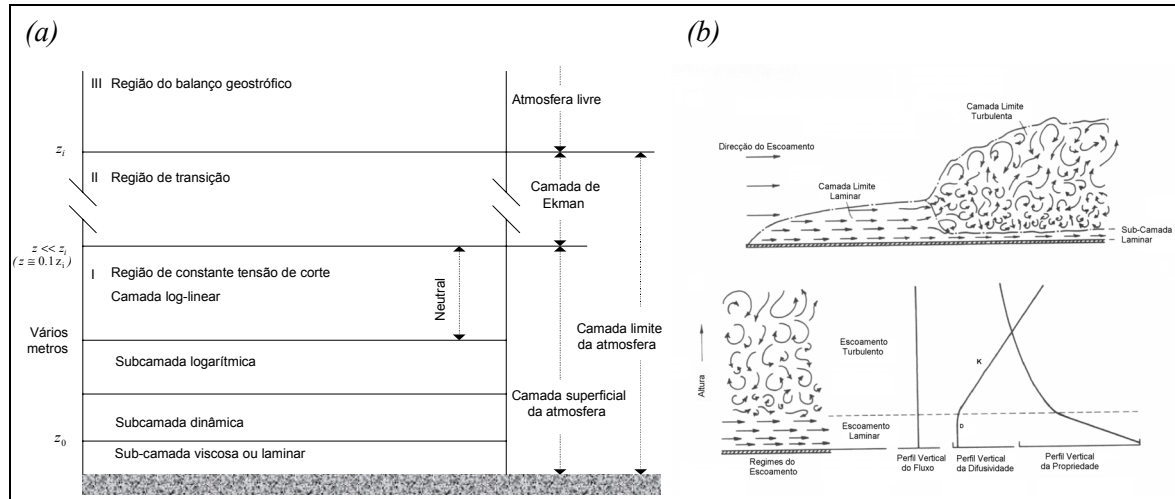 (a)
III Região do balanço geostrófico
Atmosfera livre
z_i
II Região de transição
Camada de
Ekman
z << z_i
(z ≅ 0.1 z_i)
I Região de constante tensão de corte
Camada log-linear
Neutral
Vários
metros
Camada limite
da atmosfera
Subcamada logarítmica
Camada superficial
da atmosfera
Subcamada dinâmica
z_0
Sub-camada viscosa ou laminar
(b)
Camada Limite
Turbulenta
Direcção do Escoamento
Camada Limite
Laminar
Sub-Camada
Laminar
Altura
Escoamento
Turbulento
K
D
Escoamento
Laminar
Regimes do
Escoamento
Perfil Vertical
do Fluxo
Perfil Vertical
da Difusividade
Perfil Vertical
da Propriedade